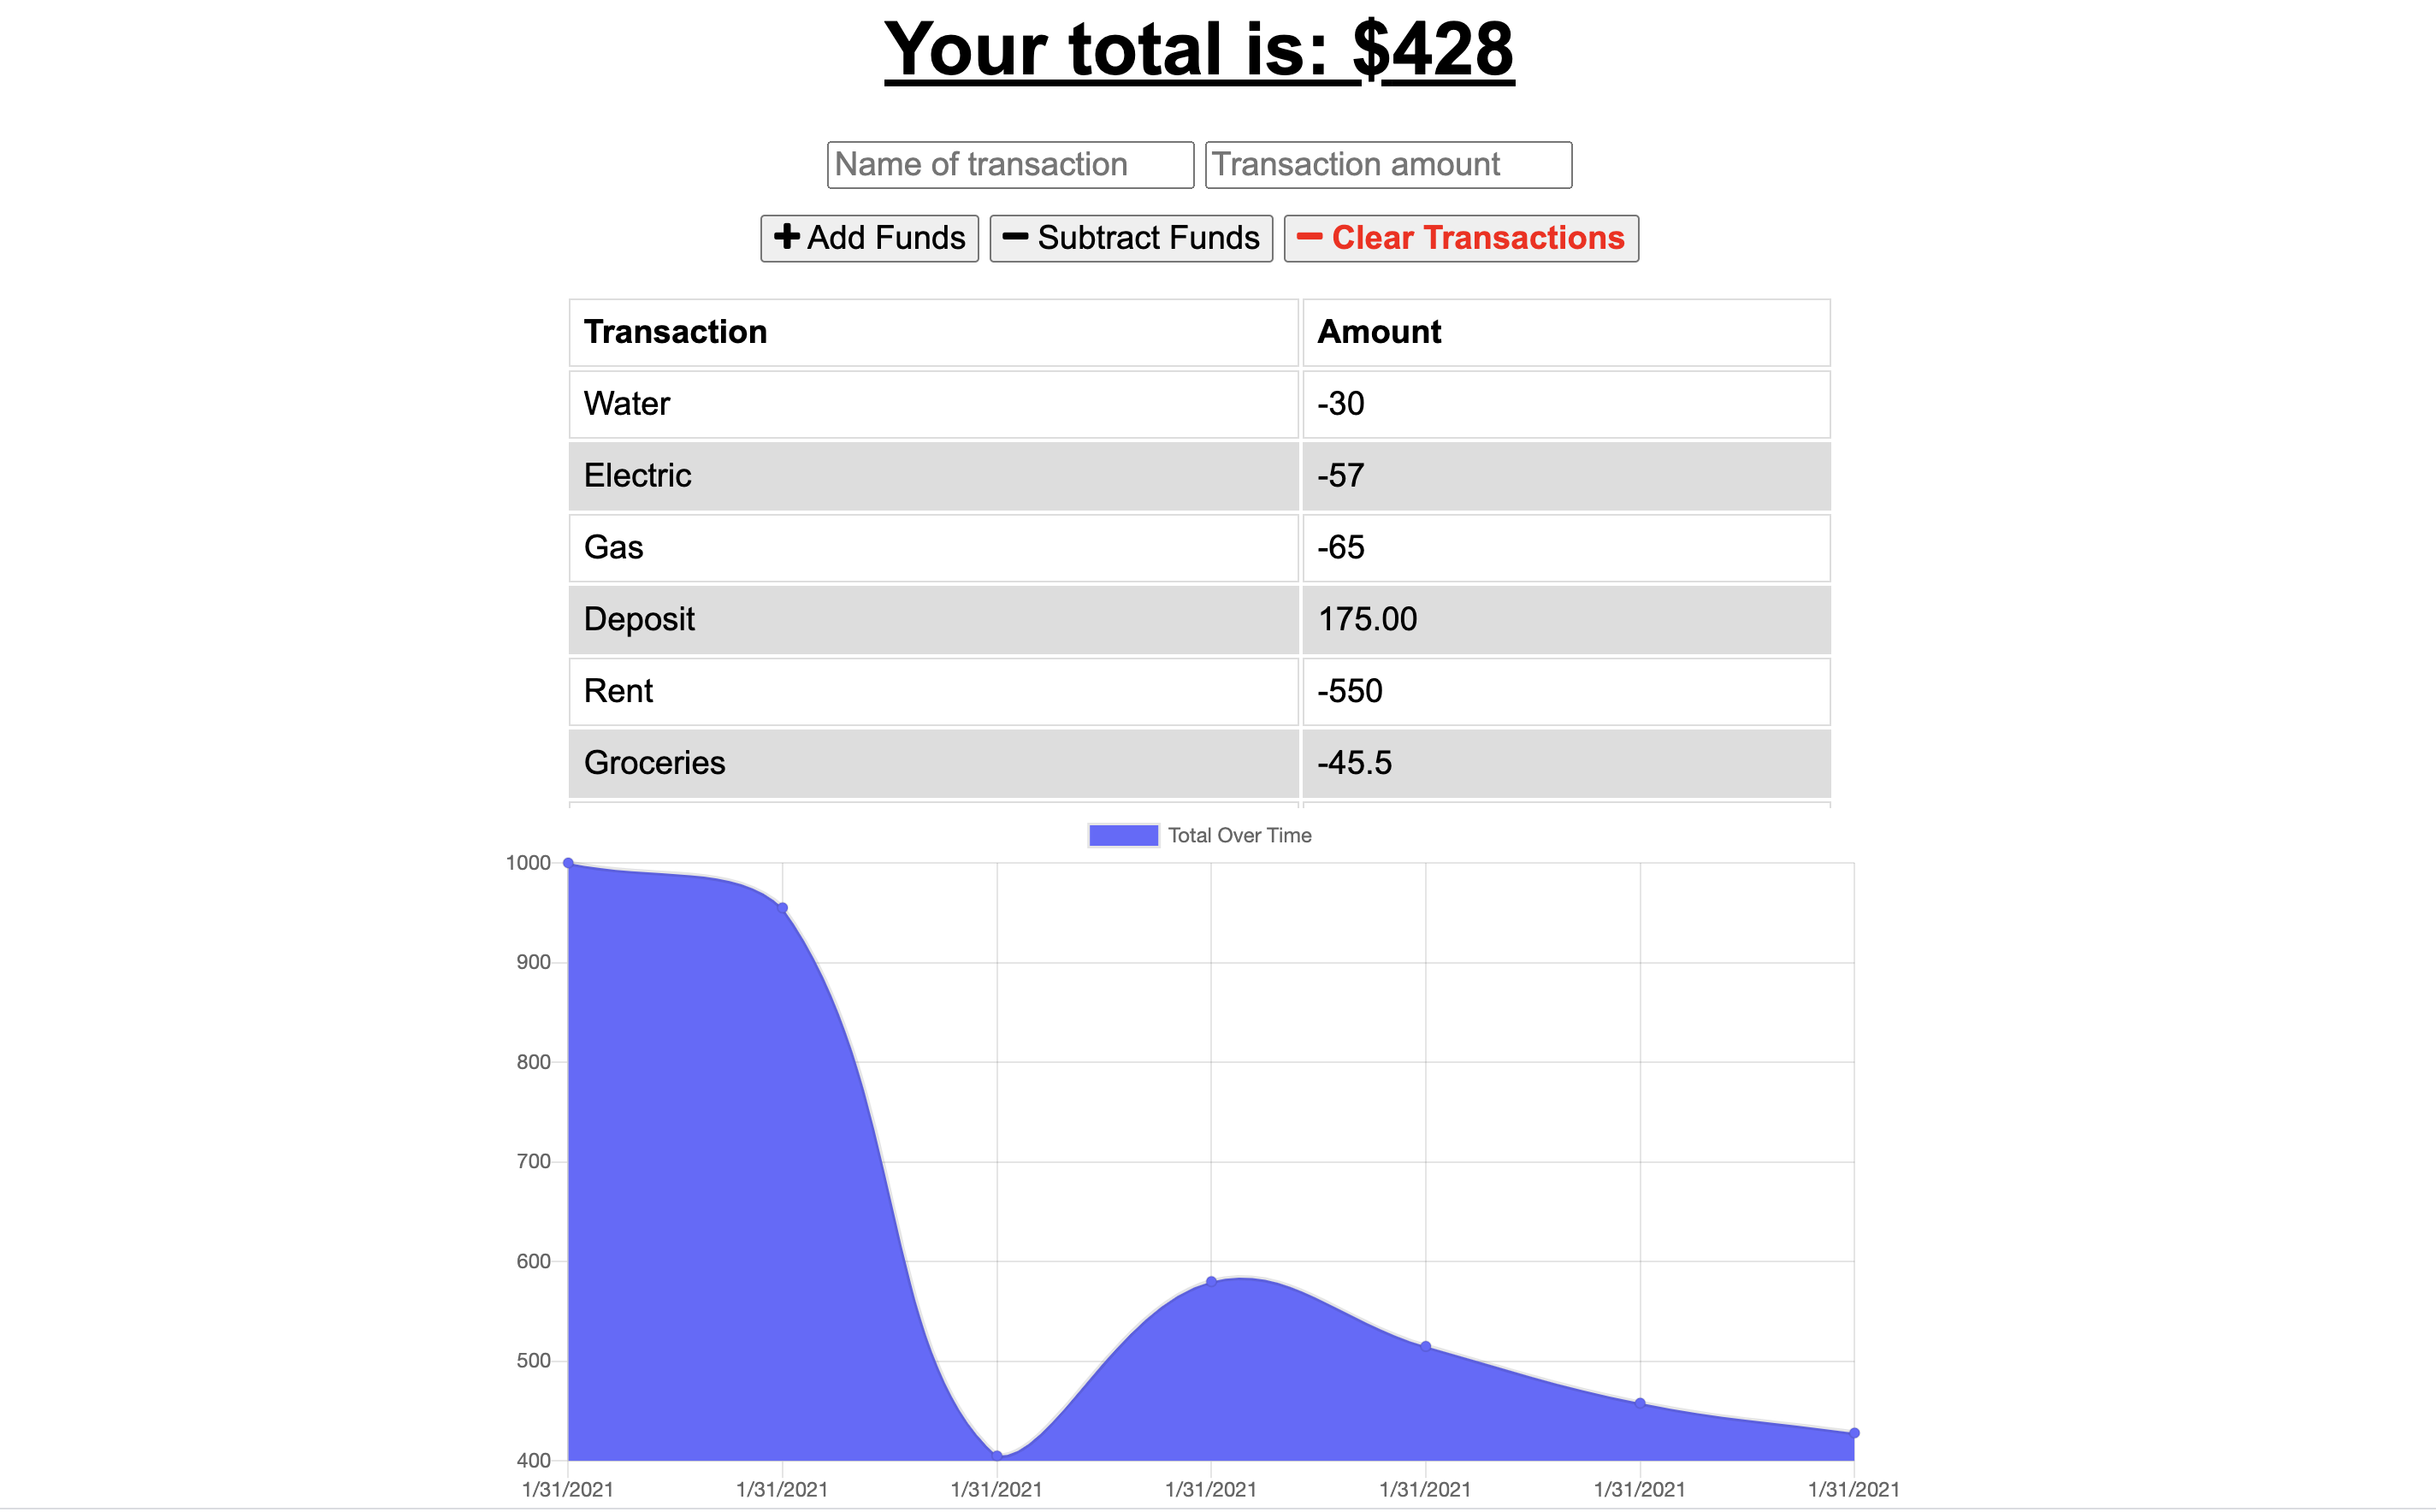 Your total is: $428
Name of transaction Transaction amount
Add Funds Subtract Funds Clear Transactions
Transaction Amount
Water -30
Electric -57
Gas -65
Deposit 175.00
Rent -550
Groceries -45.5
Total Over Time
1000
900
800
700
600
500
400
1/31/2021 1/31/2021 1/31/2021 1/31/2021 1/31/2021 1/31/2021 1/31/2021